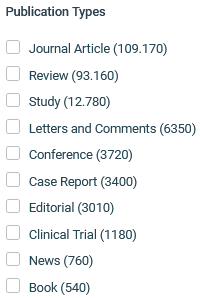 Publication Types
Journal Article (109.170)
Review (93.160)
Study (12.780)
Letters and Comments (6350)
Conference (3720)
Case Report (3400)
Editorial (3010)
Clinical Trial (1180)
News (760)
Book (540)